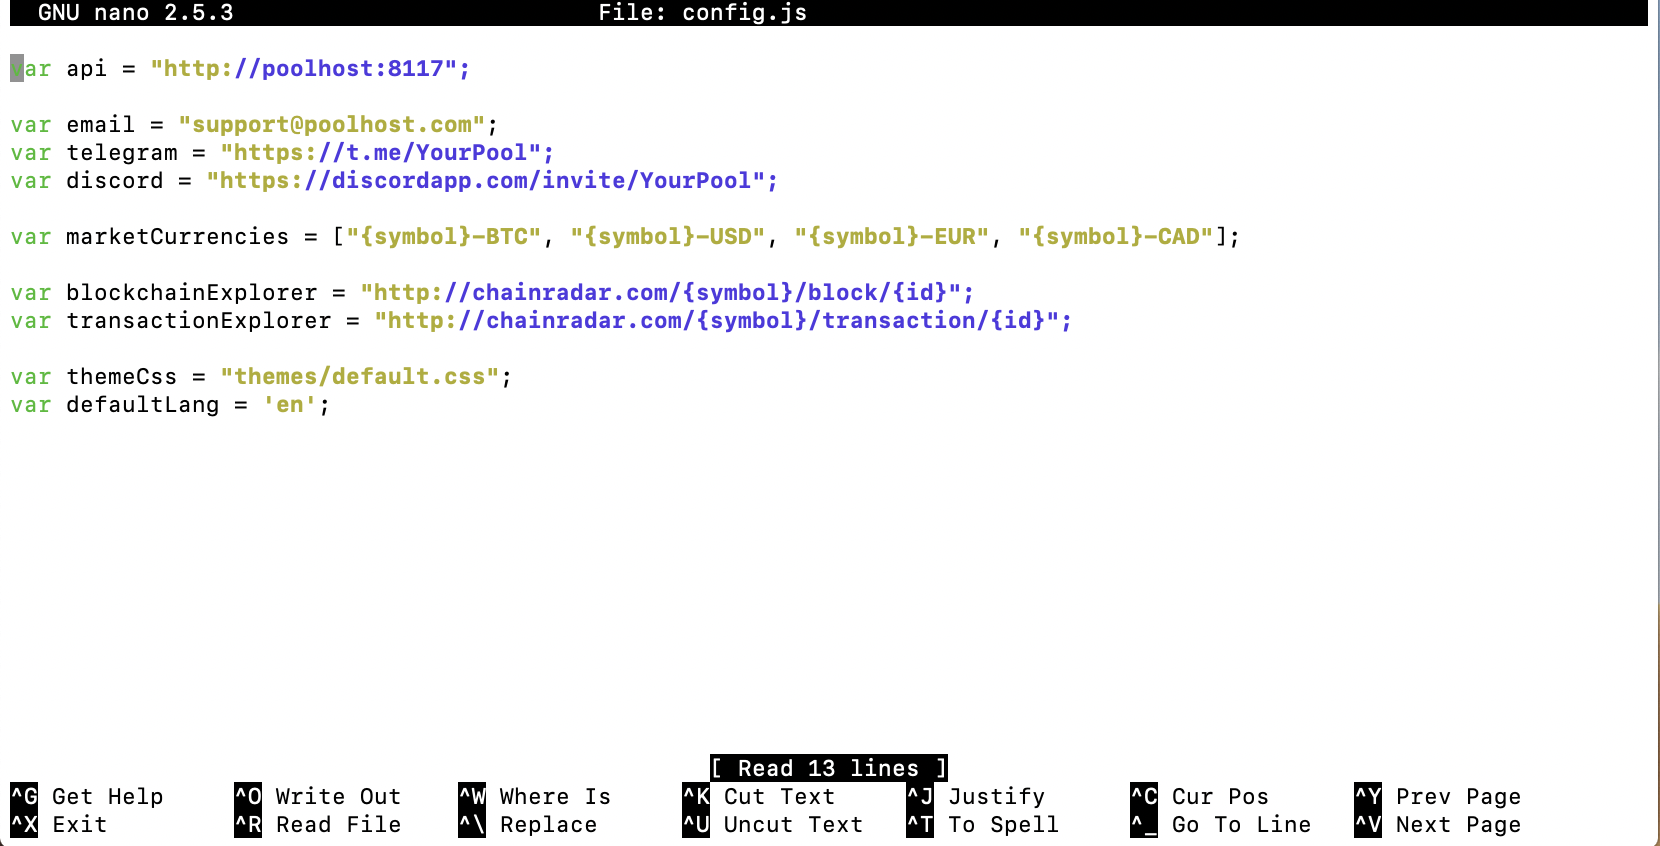 GNU nano 2.5.3 File: config.js
var api = "http://poolhost:8117";
var email = "support@poolhost.com";
var telegram = "https://t.me/YourPool";
var discord = "https://discordapp.com/invite/YourPool";
var marketCurrencies = ["{symbol}-BTC", "{symbol}-USD", "{symbol}-EUR", "{symbol}-CAD"];
var blockchainExplorer = "http://chainradar.com/{symbol}/block/{id}";
var transactionExplorer = "http://chainradar.com/{symbol}/transaction/{id}";
var themeCss = "themes/default.css";
var defaultLang = 'en';
[ Read 13 lines ]
^G Get Help ^O Write Out ^W Where Is ^K Cut Text ^J Justify ^C Cur Pos ^Y Prev Page
^X Exit ^R Read File ^\ Replace ^U Uncut Text ^T To Spell ^_ Go To Line ^V Next Page